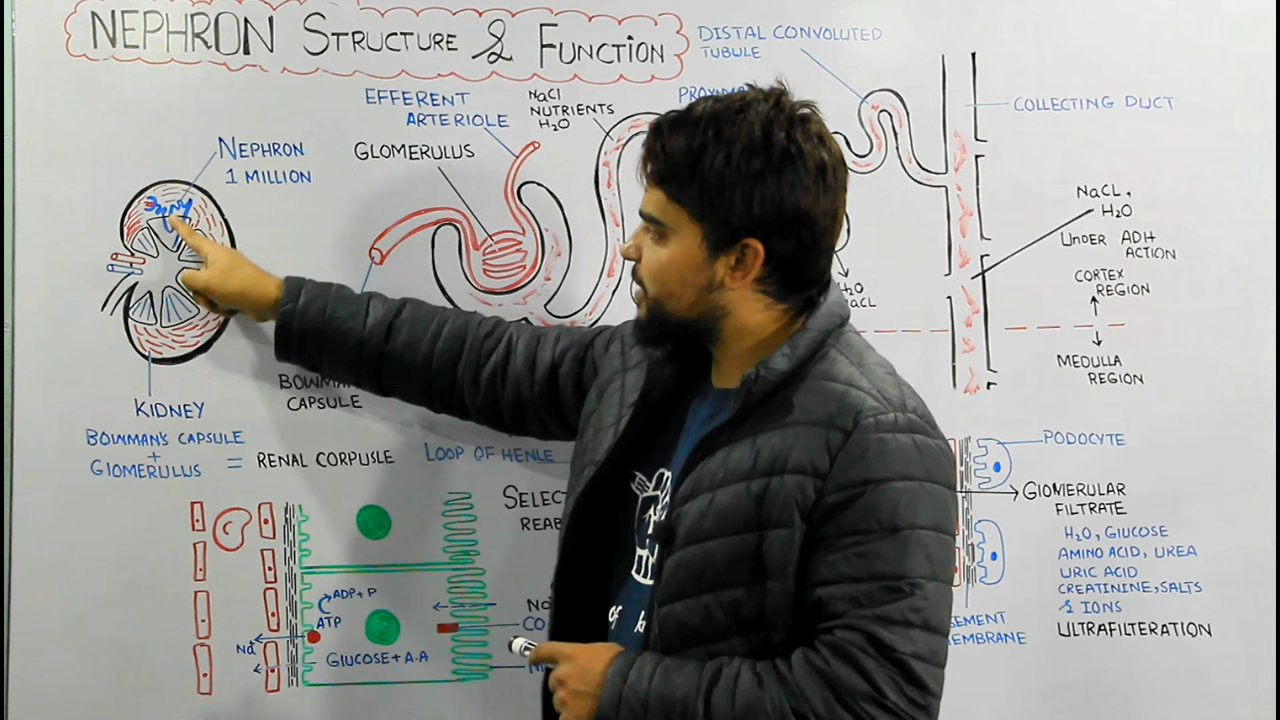 NEPHRON STRUCTURE & FUNCTION
DISTAL CONVOLUTED
TUBULE
COLLECTING DUCT
EFFERENT
ARTERIOLE
NaCl
NUTRIENTS
H2O
GLOMERULUS
NEPHRON
1 MILLION
NaCL,
H2O
UNDER ADH
ACTION
CORTEX
REGION
MEDULLA
REGION
CAPSULE
KIDNEY
BOWMAN'S CAPSULE
+
GlOMERULUS = RENAL CORPUSLE
LOOP OF HENLE
PODOCYTE
GlOMERULAR
FILTRATE
H2O, GlUCOSE
AMINO ACID, UREA
URIC ACID
CREATININE, SALTS
& IONS
ULTRAFILTERATION
ADP + P
ATP
Na
GlUCOSE + A.A
CO